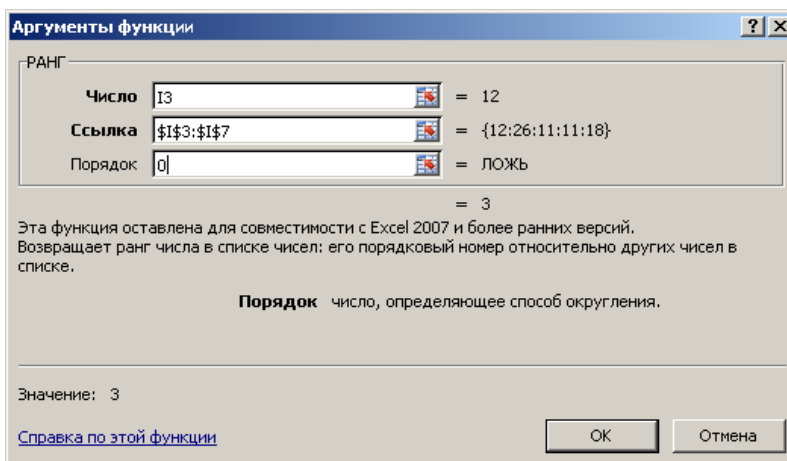 Аргументы функции
РАНГ
Число I3 = 12
Ссылка $I$3:$I$7 = {12:26:11:11:18}
Порядок 0 = ЛОЖЬ
= 3
Эта функция оставлена для совместимости с Excel 2007 и более ранних версий.
Возвращает ранг числа в списке чисел: его порядковый номер относительно других чисел в
списке.
Порядок число, определяющее способ округления.
Значение: 3
Справка по этой функции ОК Отмена